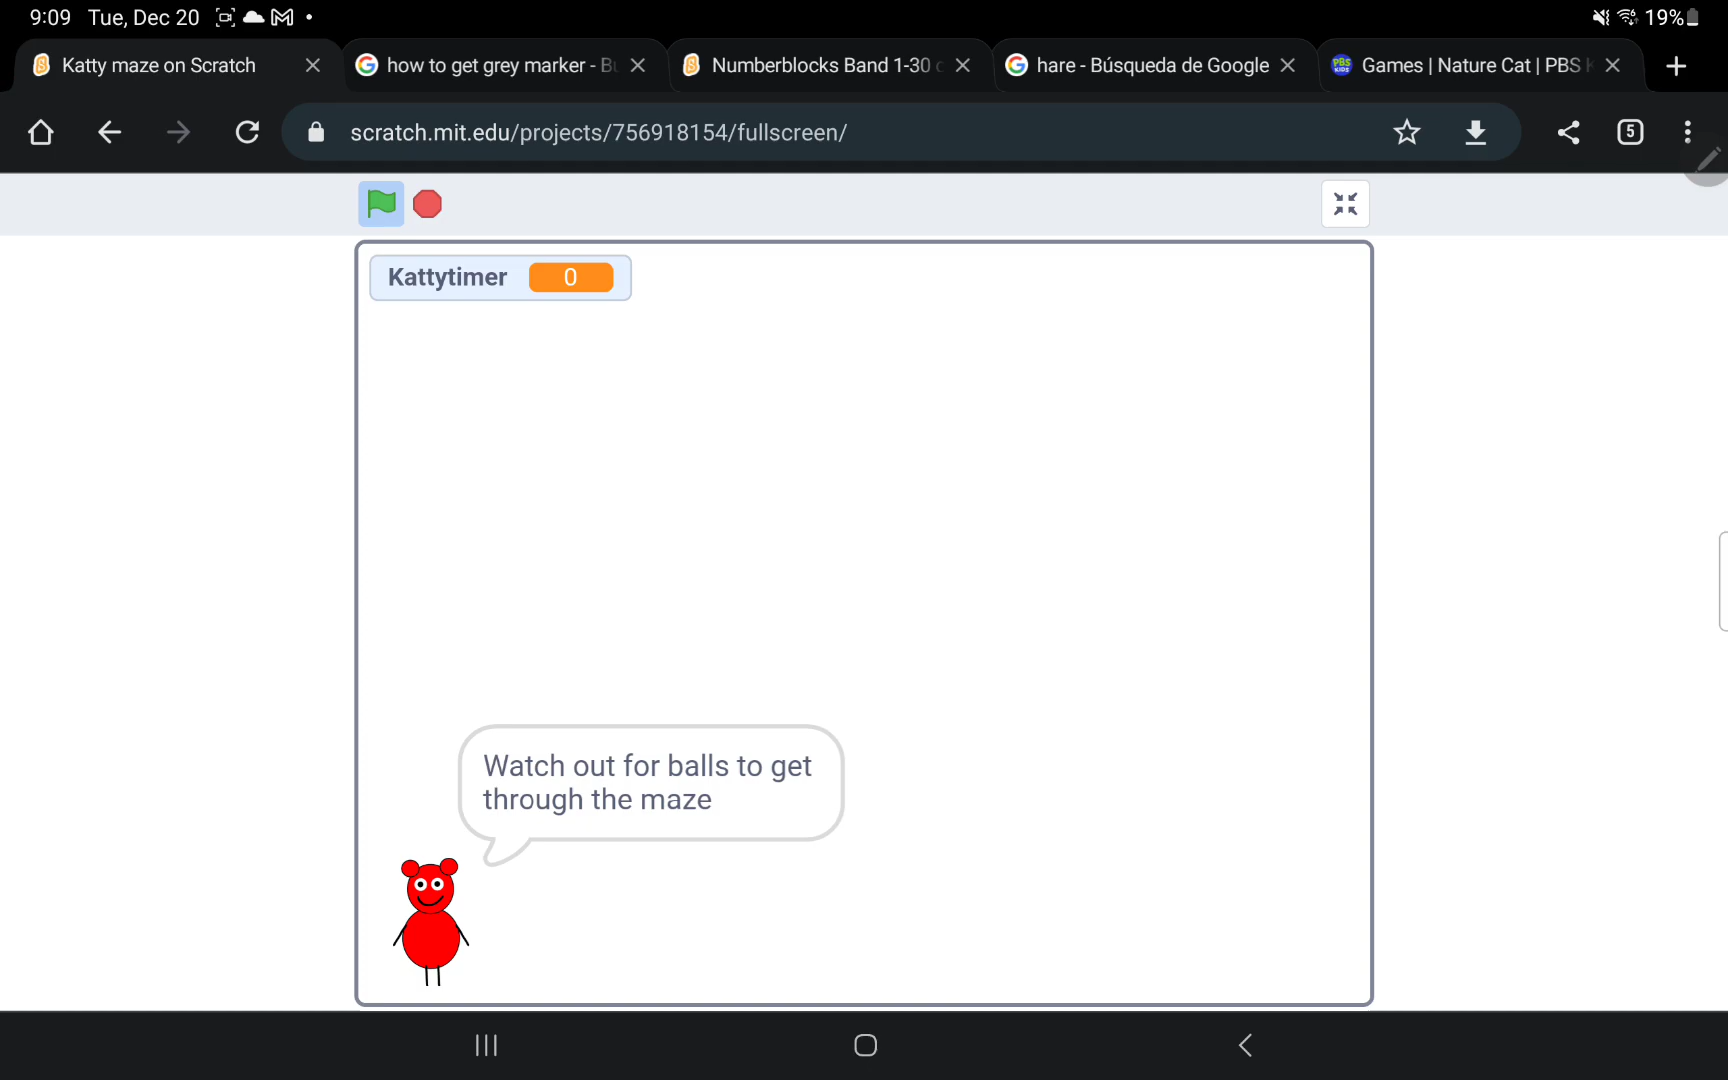 9:09 Tue, Dec 20 19%
Katty maze on Scratch
how to get grey marker - B
Numberblocks Band 1-30
hare - Búsqueda de Google
PBS KIDS
Games | Nature Cat | PBS
scratch.mit.edu/projects/756918154/fullscreen/
5
Kattytimer 0
Watch out for balls to get
through the maze